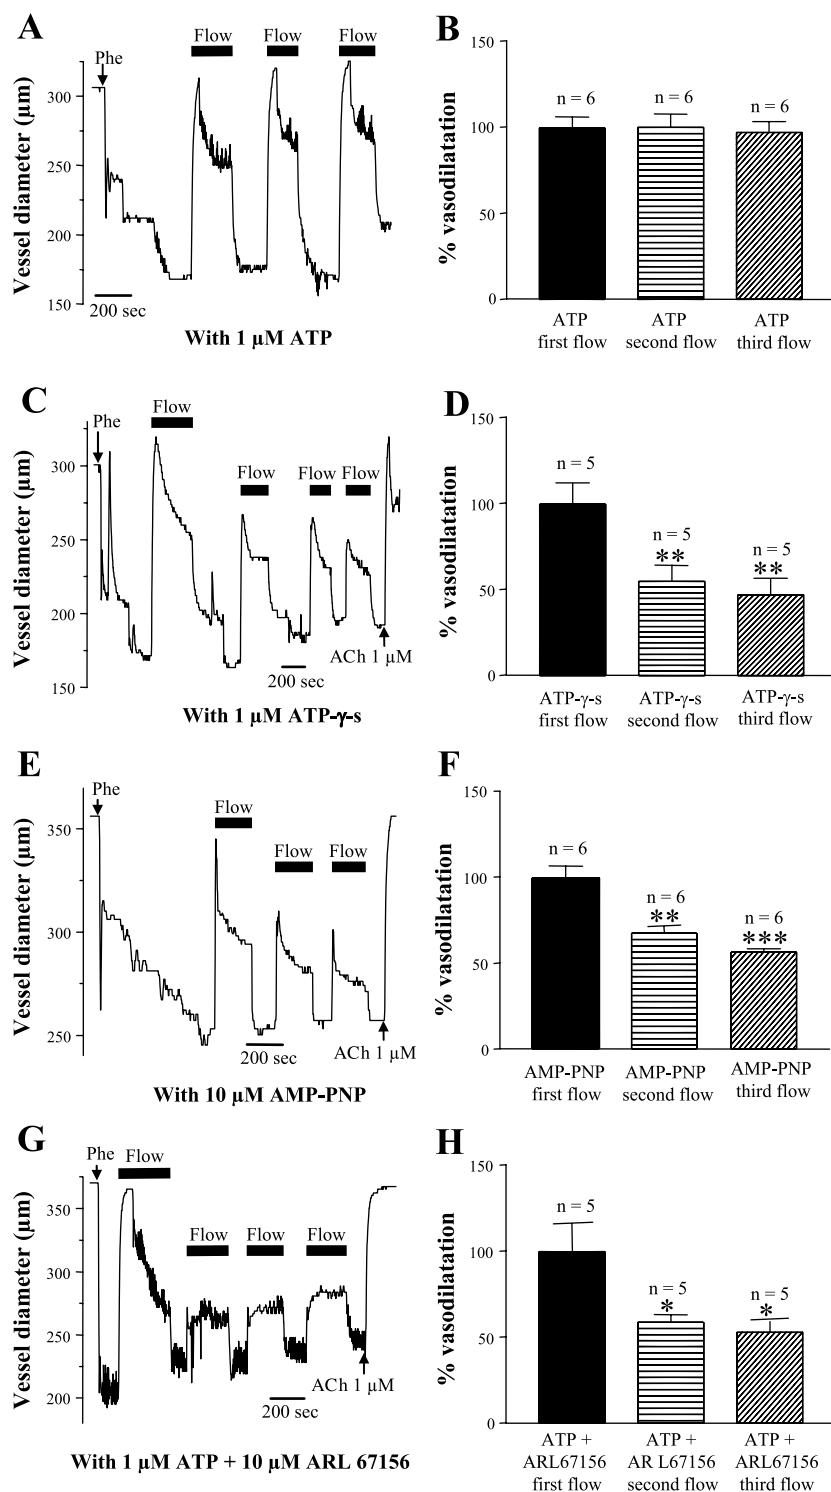 A
Flow Flow Flow
Phe
Vessel diameter (µm)
300
250
200
150
200 sec
With 1 µM ATP
B
% vasodilatation
150
100
50
0
n = 6 n = 6 n = 6
ATP ATP ATP
first flow second flow third flow
C
Flow
Phe
Flow Flow Flow
Vessel diameter (µm)
300
250
200
150
ACh 1 µM
200 sec
With 1 µM ATP-γ-s
D
% vasodilatation
150
100
50
0
n = 5
n = 5 n = 5
** **
ATP-γ-s ATP-γ-s ATP-γ-s
first flow second flow third flow
E
Phe
Flow
Flow Flow
Vessel diameter (µm)
350
300
250
200 sec
ACh 1 µM
With 10 µM AMP-PNP
F
% vasodilatation
150
100
50
0
n = 6
n = 6
n = 6
** ***
AMP-PNP AMP-PNP AMP-PNP
first flow second flow third flow
G
Phe
Flow
Flow Flow Flow
Vessel diameter (µm)
350
300
250
200
ACh 1 µM
200 sec
With 1 µM ATP + 10 µM ARL 67156
H
% vasodilatation
150
100
50
0
n = 5
n = 5 n = 5
* *
ATP + ATP + ATP +
ARL67156 AR L67156 ARL67156
first flow second flow third flow